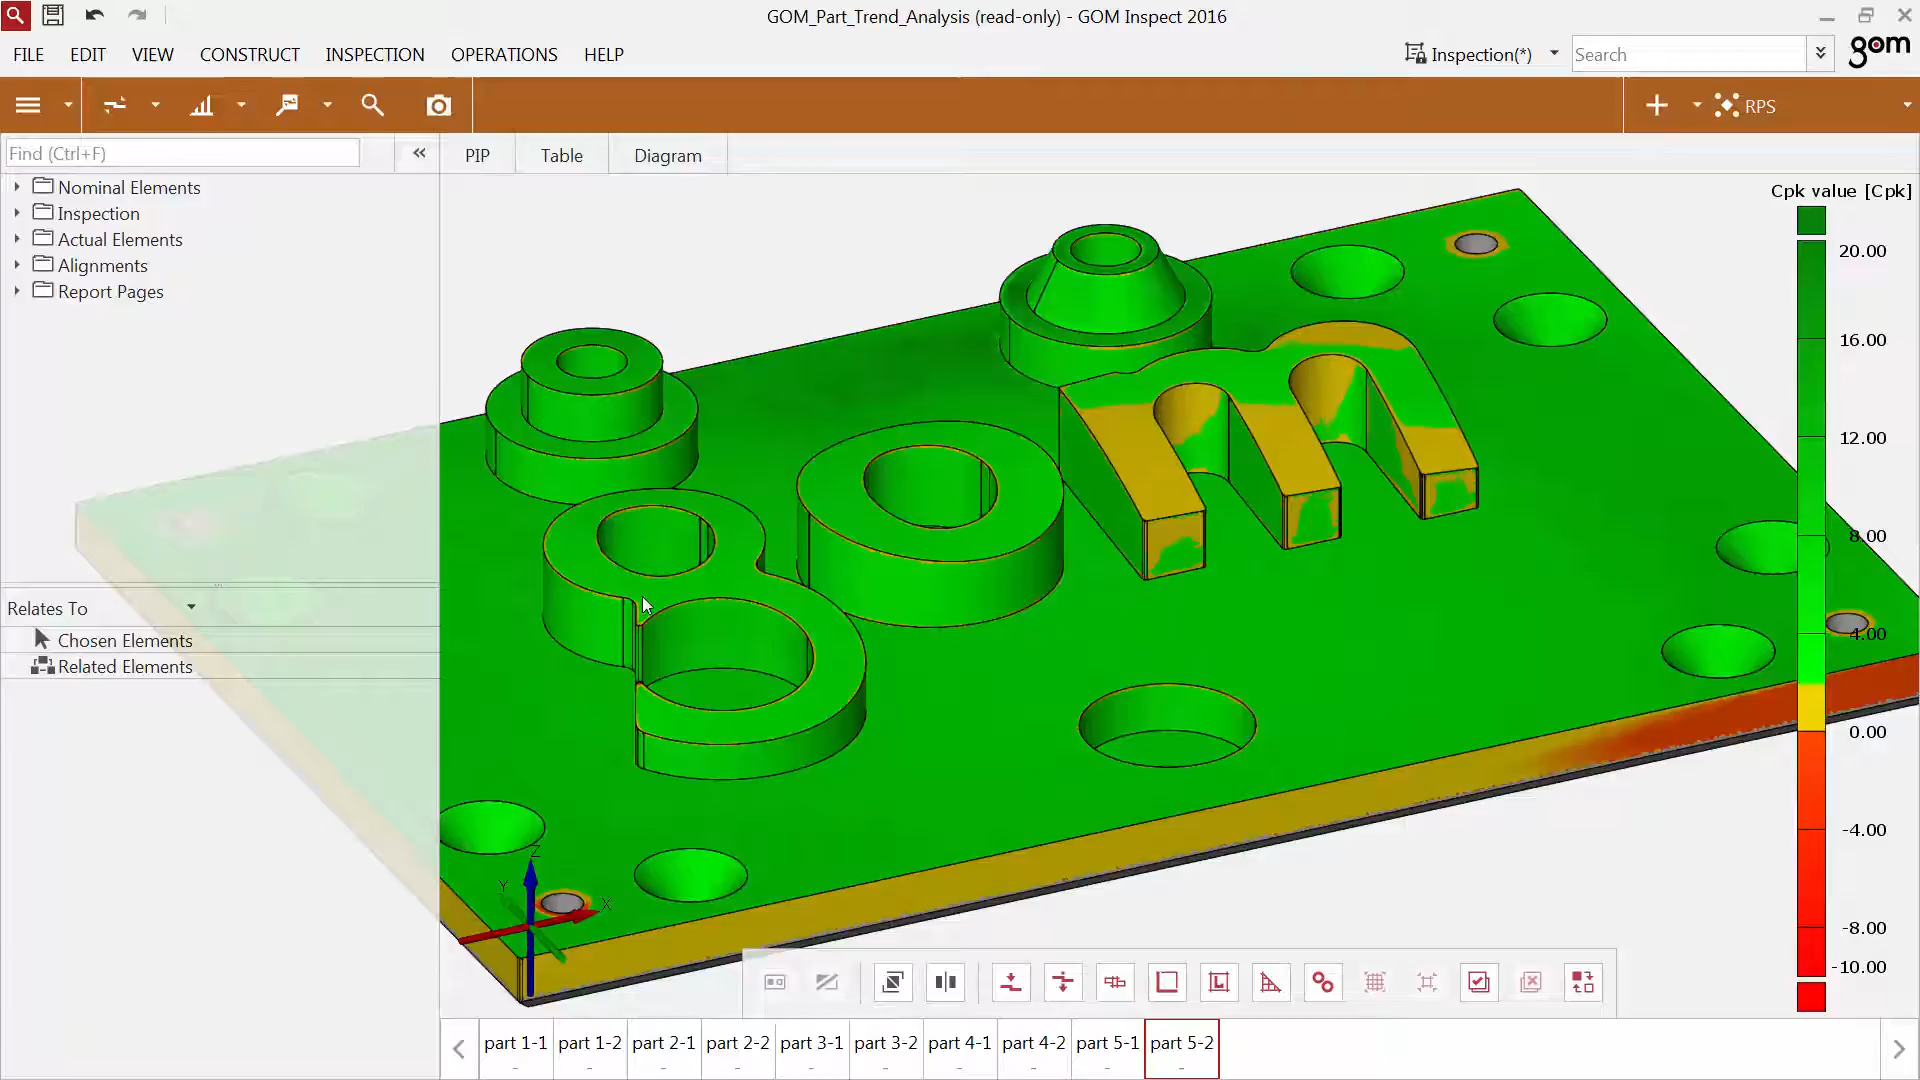 GOM_Part_Trend_Analysis (read-only) - GOM Inspect 2016
FILE EDIT VIEW CONSTRUCT INSPECTION OPERATIONS HELP
Inspection(*)
Search
gom
RPS
Find (Ctrl+F)
PIP Table Diagram
Nominal Elements
Inspection
Actual Elements
Alignments
Report Pages
Relates To
Chosen Elements
Related Elements
Cpk value [Cpk]
20.00
16.00
12.00
8.00
4.00
0.00
-4.00
-8.00
-10.00
gom
Z
Y
X
part 1-1 part 1-2 part 2-1 part 2-2 part 3-1 part 3-2 part 4-1 part 4-2 part 5-1 part 5-2
- - - - - - - - - -